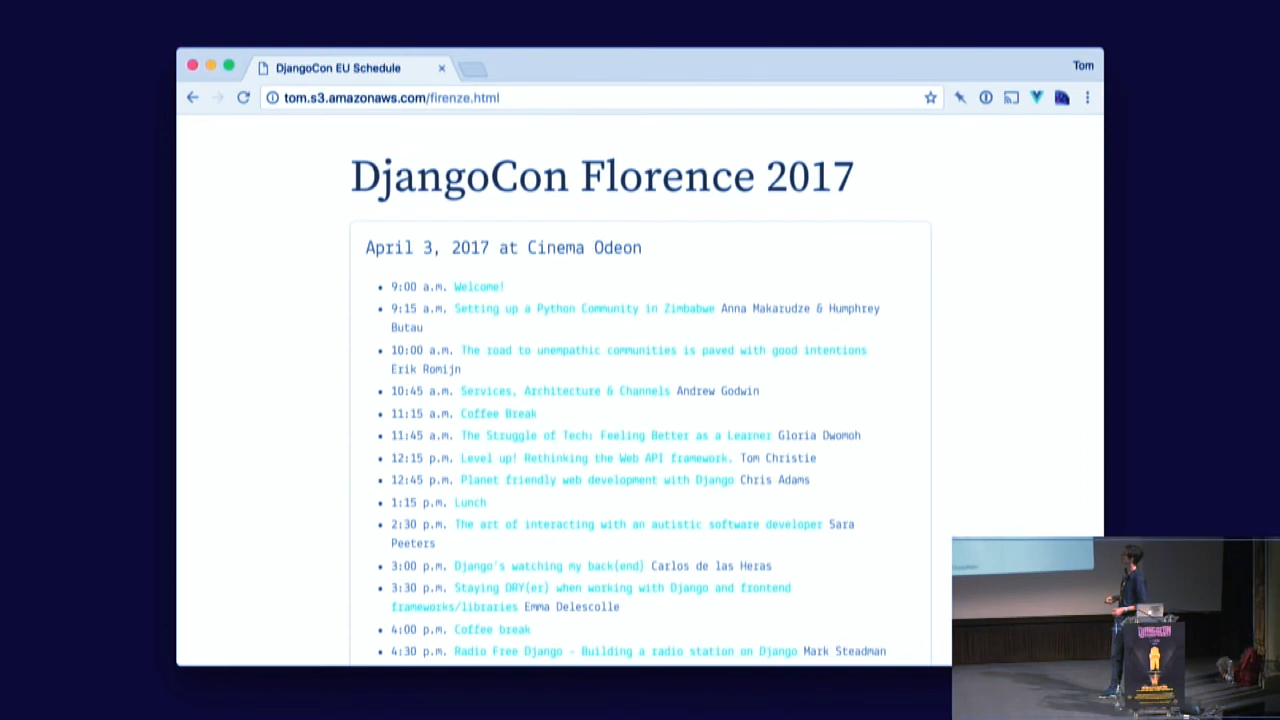 DjangoCon EU Schedule
Tom
tom.s3.amazonaws.com/firenze.html
DjangoCon Florence 2017
April 3, 2017 at Cinema Odeon
• 9:00 a.m. Welcome!
• 9:15 a.m. Setting up a Python Community in Zimbabwe Anna Makarudze & Humphrey
Butau
• 10:00 a.m. The road to unempathic communities is paved with good intentions
Erik Romijn
• 10:45 a.m. Services, Architecture & Channels Andrew Godwin
• 11:15 a.m. Coffee Break
• 11:45 a.m. The Struggle of Tech: Feeling Better as a Learner Gloria Dwomoh
• 12:15 p.m. Level up! Rethinking the Web API framework. Tom Christie
• 12:45 p.m. Planet friendly web development with Django Chris Adams
• 1:15 p.m. Lunch
• 2:30 p.m. The art of interacting with an autistic software developer Sara
Peeters
• 3:00 p.m. Django's watching my back(end) Carlos de las Heras
• 3:30 p.m. Staying DRY(er) when working with Django and frontend
frameworks/libraries Emma Delescolle
• 4:00 p.m. Coffee break
• 4:30 p.m. Radio Free Django - Building a radio station on Django Mark Steadman
DJANGOCON